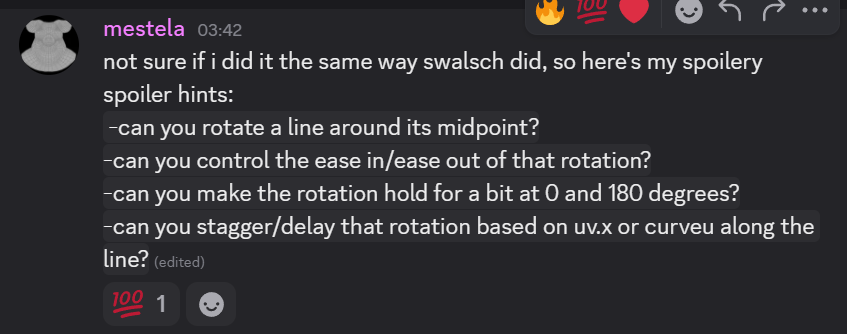 mestela 03:42
not sure if i did it the same way swalsch did, so here's my spoilery
spoiler hints:
-can you rotate a line around its midpoint?
-can you control the ease in/ease out of that rotation?
-can you make the rotation hold for a bit at 0 and 180 degrees?
-can you stagger/delay that rotation based on uv.x or curveu along the
line? (edited)
💯 1